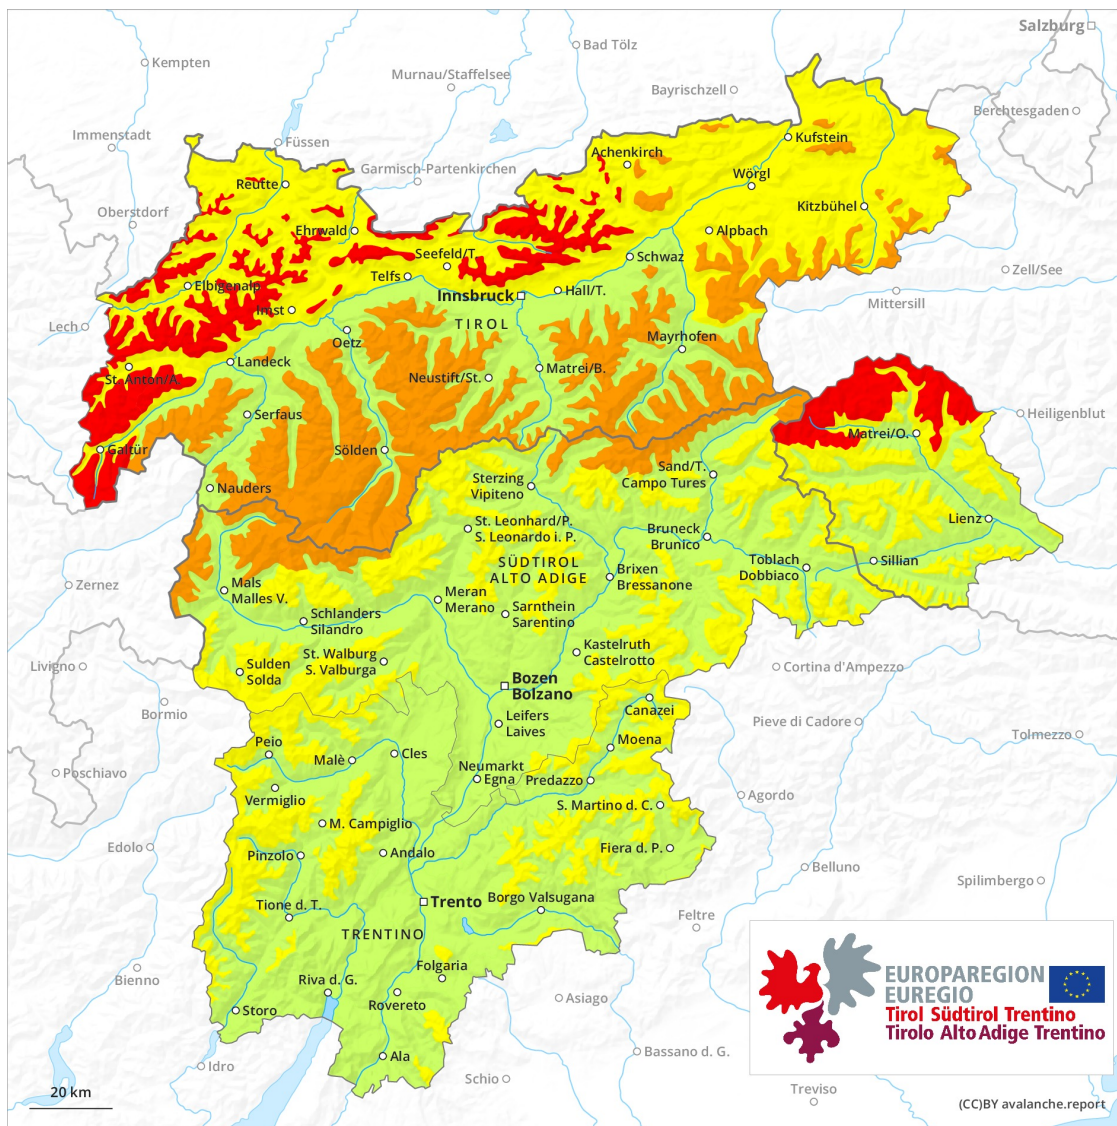 Salzburg
Bad Tölz
Kempten
Murnau/Staffelsee
Bayrischzell
Berchtesgaden
Immenstadt
Füssen
Kufstein
Achenkirch
Garmisch-Partenkirchen
Wörgl
Reutte
Oberstdorf
Kitzbühel
Ehrwald
Alpbach
Seefeld/T.
Schwaz
Zell/See
Telfs
Elbigenalp
Innsbruck
Hall/T.
Mittersill
Imst
TIROL
Lech
Oetz
Mayrhofen
Landeck
Matrei/B.
St. Anton/A.
Neustift/St.
Serfaus
Heiligenblut
Matrei/O.
Galtür
Sölden
Sand/T.
Campo Tures
Sterzing
Vipiteno
Nauders
St. Leonhard/P.
S. Leonardo i. P.
Lienz
Bruneck
Brunico
SÜDTIROL
ALTO ADIGE
Toblach
Dobbiaco
Sillian
Brixen
Bressanone
Zernez
Mals
Malles V.
Meran
Merano
Sarnthein
Sarentino
Schlanders
Silandro
Kastelruth
Castelrotto
St. Walburg
S. Valburga
Livigno
Sulden
Solda
Cortina d'Ampezzo
Bozen
Bolzano
Bormio
Canazei
Leifers
Laives
Pieve di Cadore
Tolmezzo
Peio
Moena
Cles
Malè
Poschiavo
Neumarkt
Egna
Predazzo
Vermiglio
Agordo
S. Martino d. C.
M. Campiglio
Edolo
Pinzolo
Andalo
Fiera d. P.
Belluno
Spilimbergo
Trento
Borgo Valsugana
Tione d. T.
Feltre
TRENTINO
Folgaria
Bienno
Riva d. G.
Rovereto
Asiago
Storo
EUROPAREGION
EUREGIO
Tirol Südtirol Trentino
Tirolo Alto Adige Trentino
Ala
Bassano d. G.
Idro
Schio
20 km
Treviso
(CC)BY avalanche.report